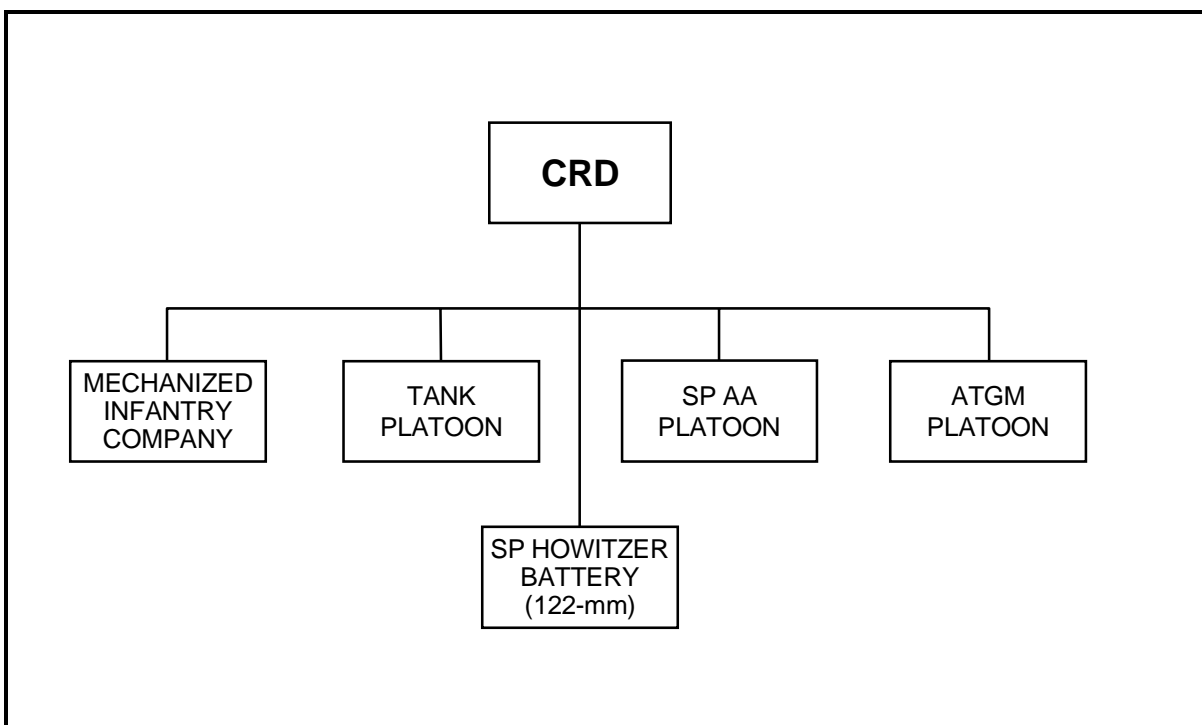 CRD
MECHANIZED
INFANTRY
COMPANY
TANK
PLATOON
SP AA
PLATOON
ATGM
PLATOON
SP HOWITZER
BATTERY
(122-mm)